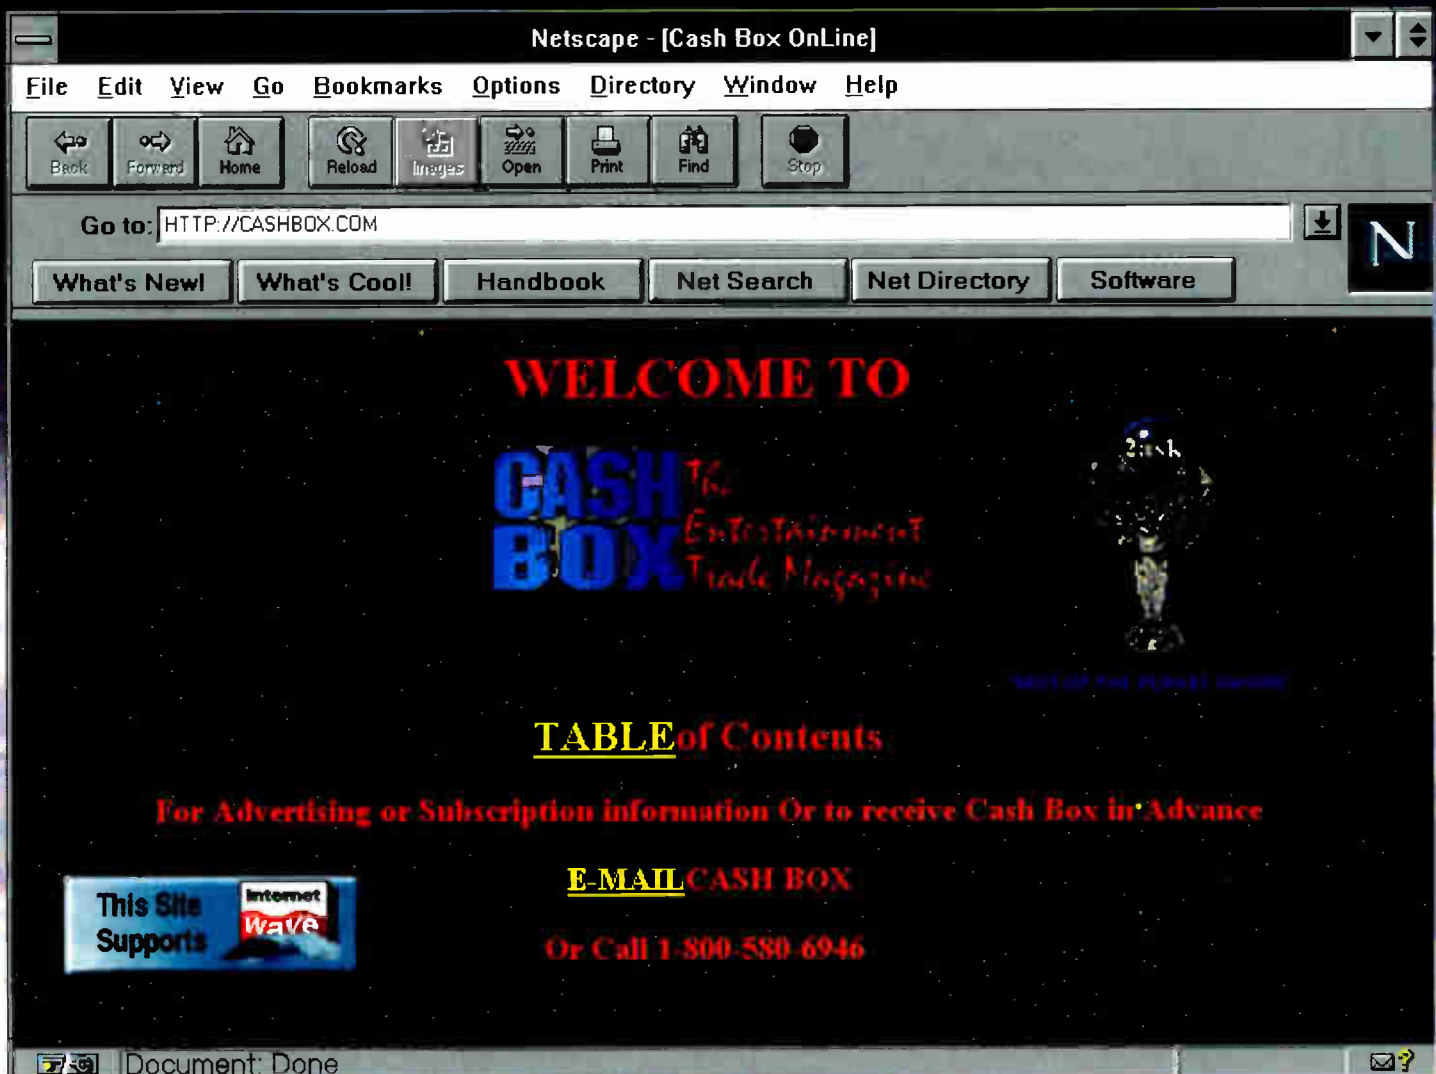 Netscape - [Cash Box OnLine]
File Edit View Go Bookmarks Options Directory Window Help
Back Forward Home Reload Images Open Print Find Stop
Go to: HTTP://CASHBOX.COM
N
What's New! What's Cool! Handbook Net Search Net Directory Software
WELCOME TO
CASH BOX
The
Entertainment
Trade Magazine
TABLE of Contents
For Advertising or Subscription information Or to receive Cash Box in Advance
E-MAIL CASH BOX
Or Call 1-800-580-6946
This Site
Supports
Internet
wave
Document: Done